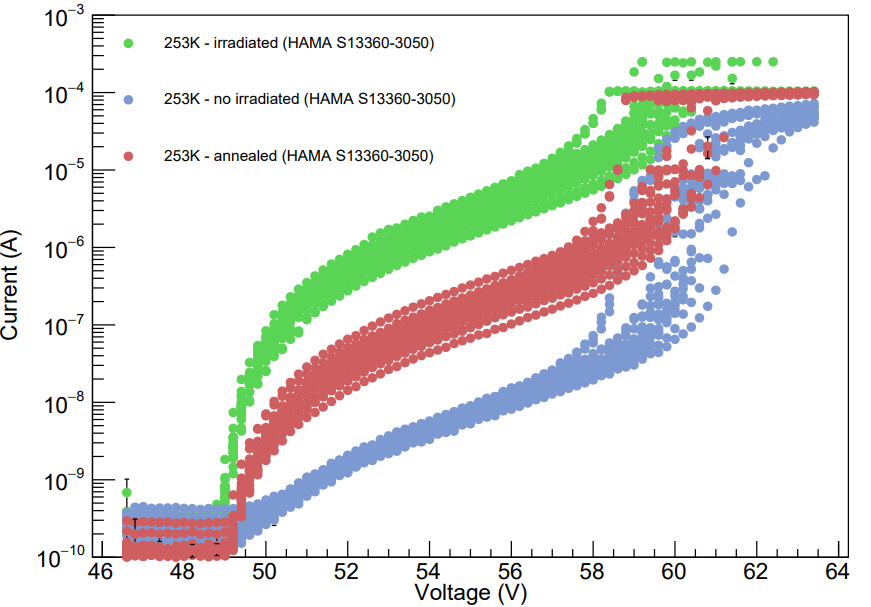 10⁻³
253K - irradiated (HAMA S13360-3050)
10⁻⁴
253K - no irradiated (HAMA S13360-3050)
253K - annealed (HAMA S13360-3050)
10⁻⁵
10⁻⁶
Current (A)
10⁻⁷
10⁻⁸
10⁻⁹
10⁻¹⁰
46 48 50 52 54 56 58 60 62 64
Voltage (V)